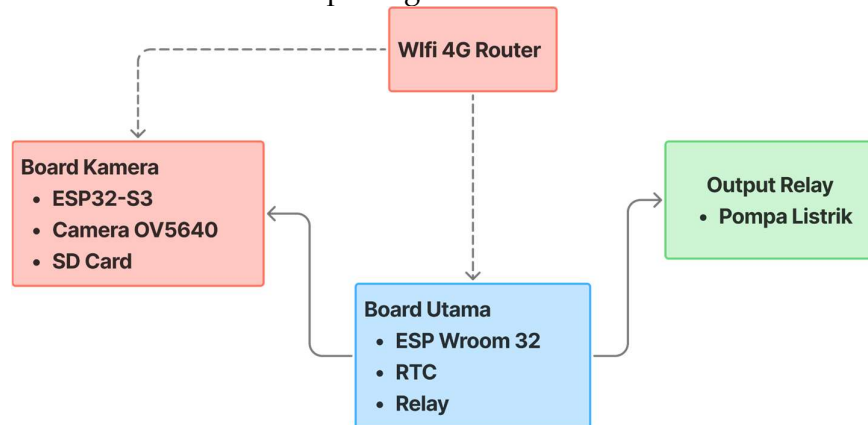 WIfi 4G Router
Board Kamera
• ESP32-S3
• Camera OV5640
• SD Card
Output Relay
• Pompa Listrik
Board Utama
• ESP Wroom 32
• RTC
• Relay